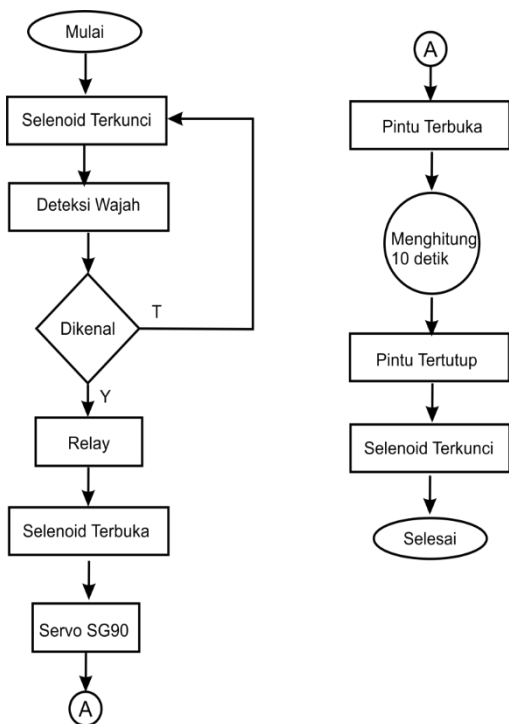 Mulai
Selenoid Terkunci
Deteksi Wajah
Dikenal
T
Y
Relay
Selenoid Terbuka
Servo SG90
A
A
Pintu Terbuka
Menghitung
10 detik
Pintu Tertutup
Selenoid Terkunci
Selesai